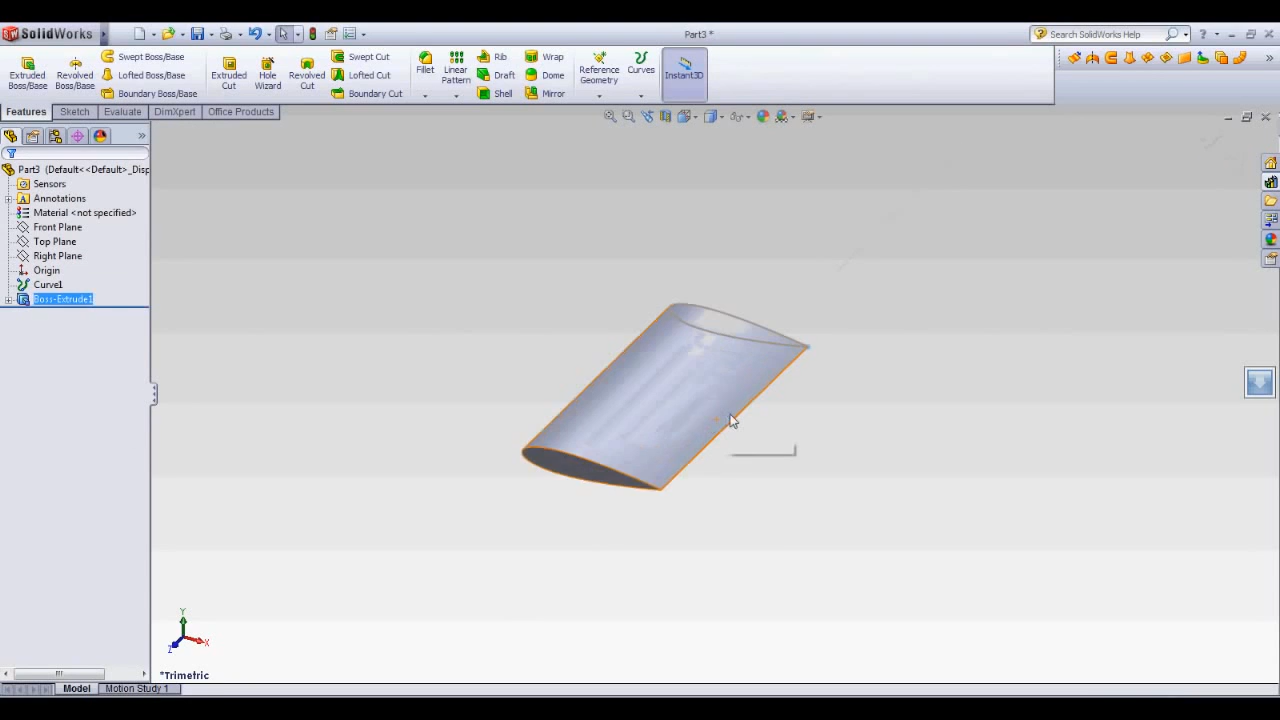 SolidWorks
Part3 *
Search SolidWorks Help
Extruded Boss/Base
Revolved Boss/Base
Swept Boss/Base
Lofted Boss/Base
Boundary Boss/Base
Extruded Cut
Hole Wizard
Revolved Cut
Swept Cut
Lofted Cut
Boundary Cut
Fillet
Linear Pattern
Rib
Draft
Shell
Wrap
Dome
Mirror
Reference Geometry
Curves
Instant3D
Features
Sketch
Evaluate
DimXpert
Office Products
Part3 (Default<<Default>_Disp
Sensors
Annotations
Material <not specified>
Front Plane
Top Plane
Right Plane
Origin
Curve1
Boss-Extrude1
Y
X
Z
*Trimetric
Model
Motion Study 1